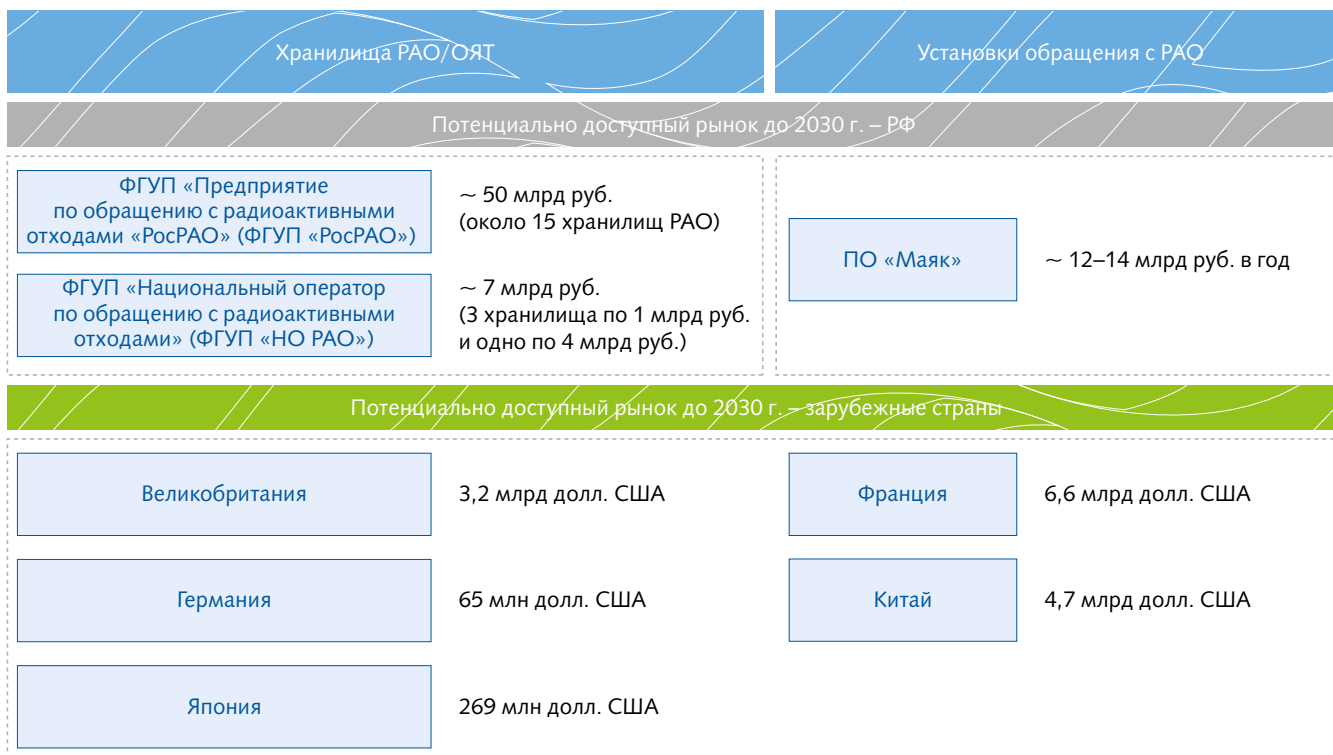 Хранилища РАО/ОЯТ
Установки обращения с РАО
Потенциально доступный рынок до 2030 г. – РФ
ФГУП «Предприятие
по обращению с радиоактивными
отходами «РосРАО» (ФГУП «РосРАО»)
~ 50 млрд руб.
(около 15 хранилищ РАО)
ФГУП «Национальный оператор
по обращению с радиоактивными
отходами» (ФГУП «НО РАО»)
~ 7 млрд руб.
(3 хранилища по 1 млрд руб.
и одно по 4 млрд руб.)
ПО «Маяк»
~ 12–14 млрд руб. в год
Потенциально доступный рынок до 2030 г. – зарубежные страны
Великобритания
3,2 млрд долл. США
Франция
6,6 млрд долл. США
Германия
65 млн долл. США
Китай
4,7 млрд долл. США
Япония
269 млн долл. США